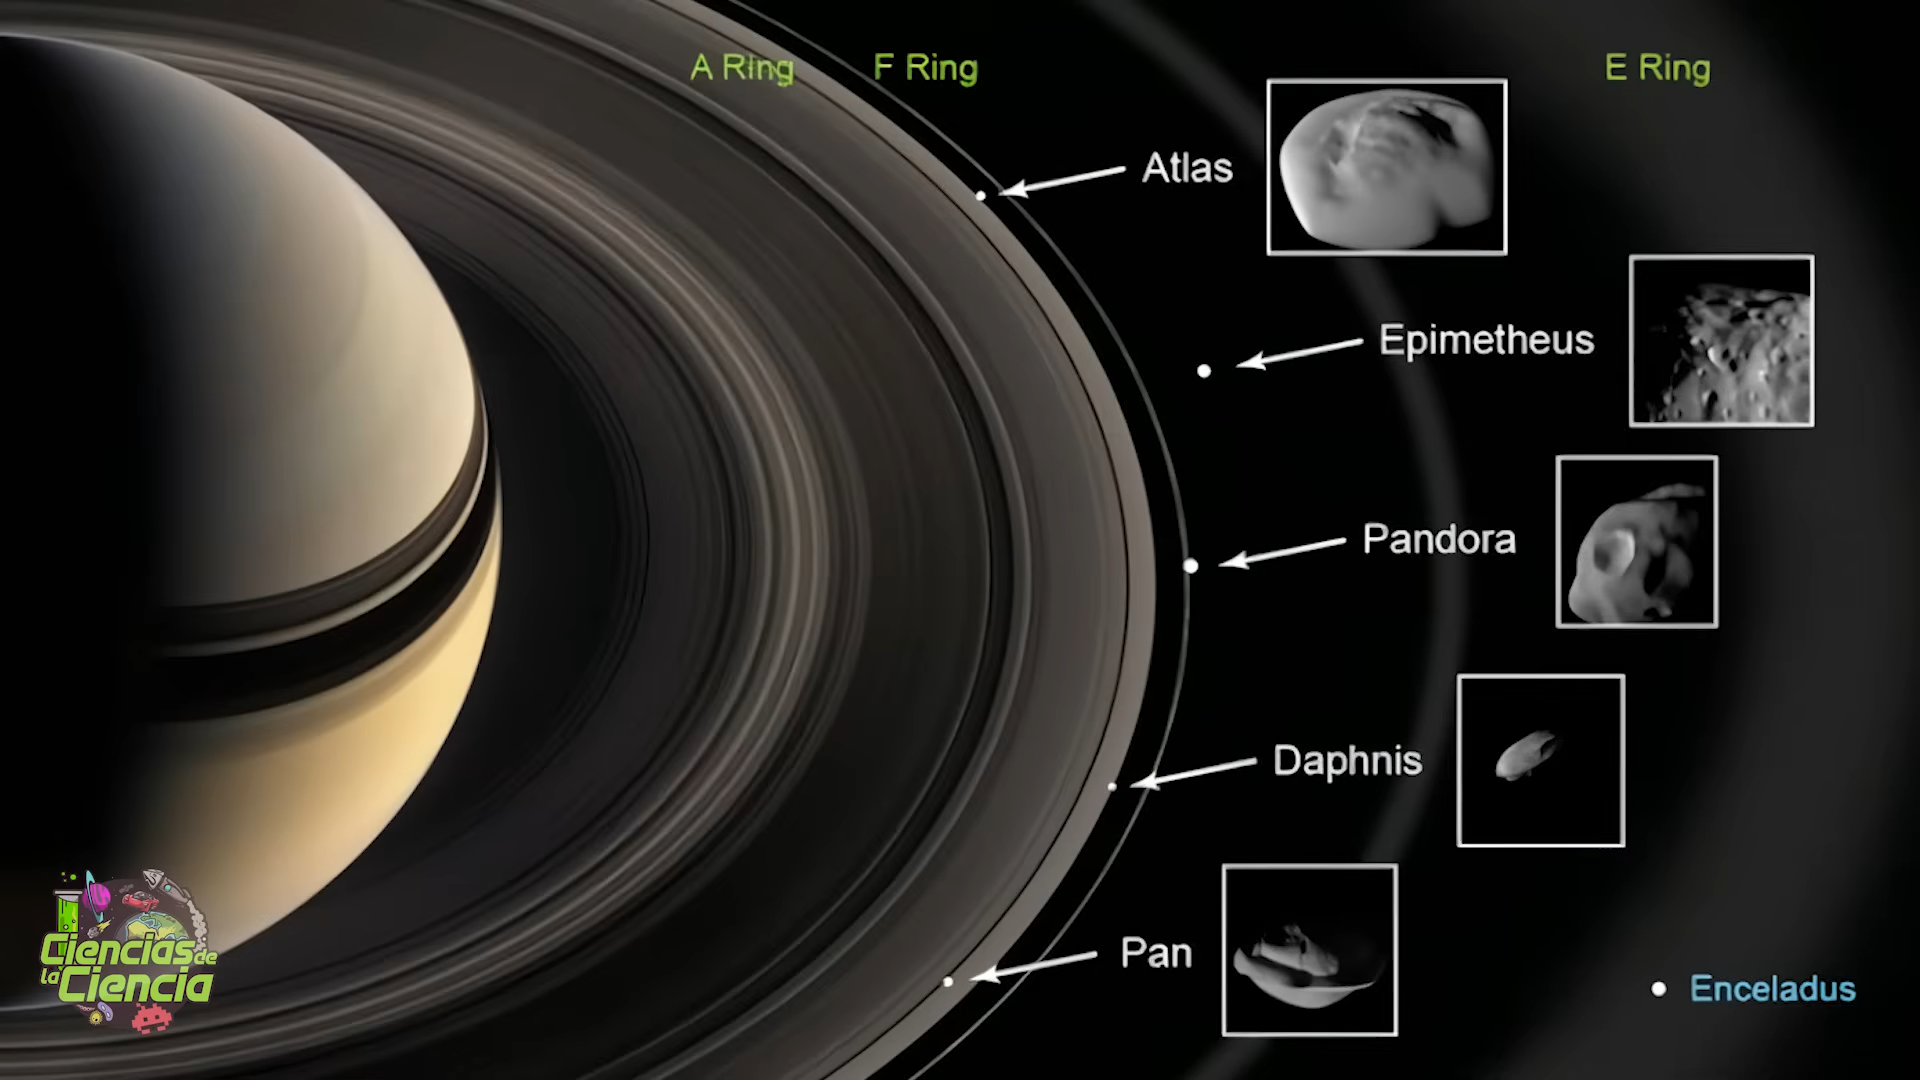 A Ring
F Ring
E Ring
Atlas
Epimetheus
Pandora
Daphnis
Pan
Enceladus
Ciencias de
la Ciencia